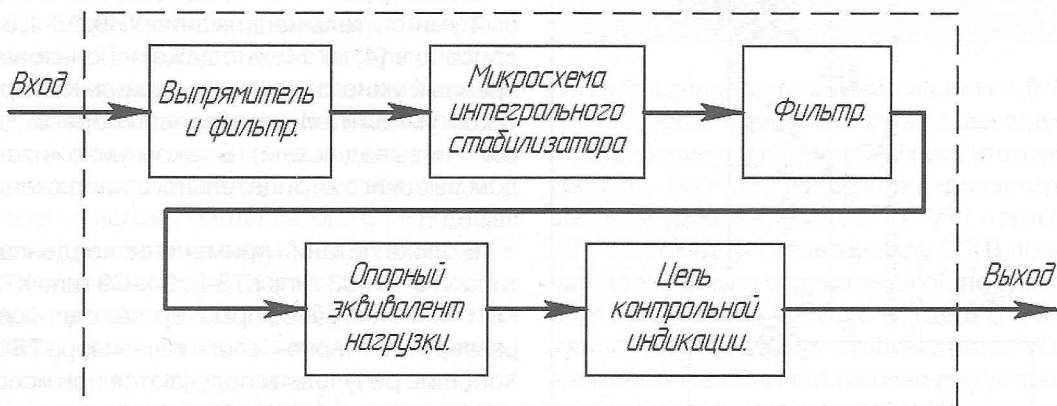 Вход
Выпрямитель
и фильтр.
Микросхема
интегрального
стабилизатора
Фильтр.
Опорный
эквивалент
нагрузки.
Цепь
контрольной
индикации.
Выход